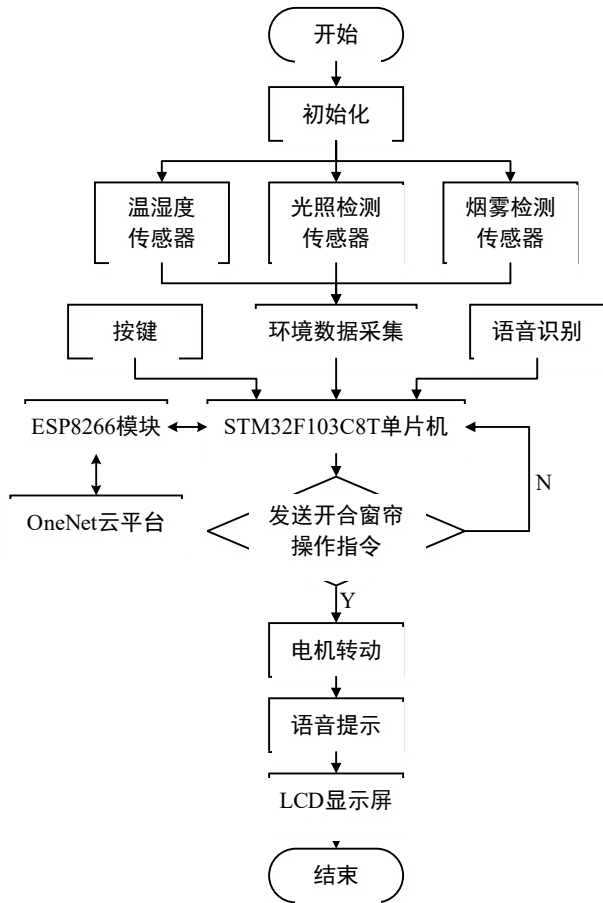 开始
初始化
温湿度
传感器
光照检测
传感器
烟雾检测
传感器
按键
环境数据采集
语音识别
ESP8266模块
STM32F103C8T单片机
N
OneNet云平台
发送开合窗帘
操作指令
Y
电机转动
语音提示
LCD显示屏
结束